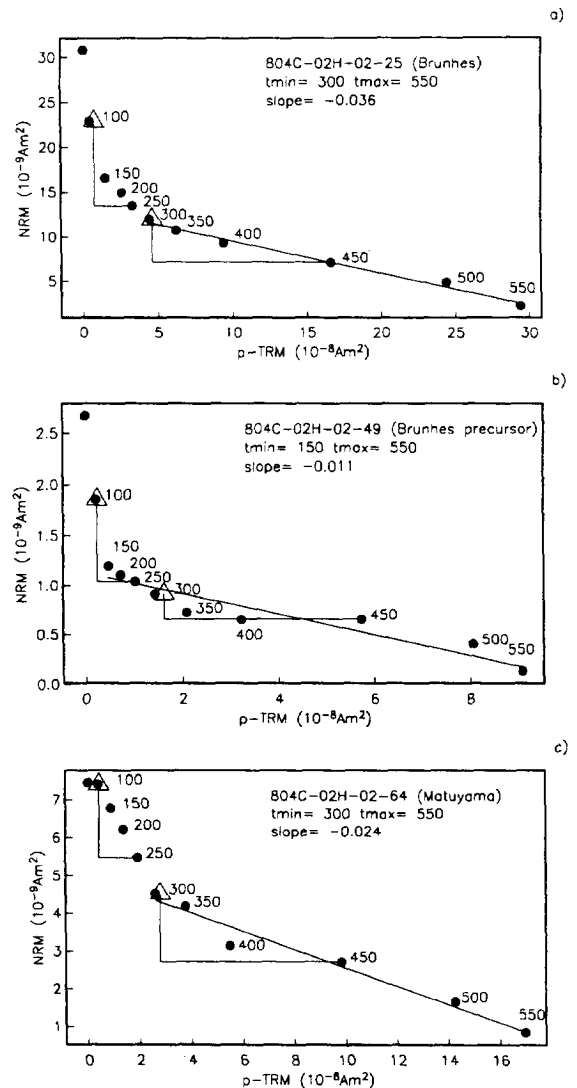 a)
804C-02H-02-25 (Brunhes)
tmin= 300 tmax= 550
slope= -0.036
NRM (10⁻⁹Am²)
30
25
20
15
10
5
100
150
200
250
300
350
400
450
500
550
0 5 10 15 20 25 30
p-TRM (10⁻⁸Am²)
b)
804C-02H-02-49 (Brunhes precursor)
tmin= 150 tmax= 550
slope= -0.011
NRM (10⁻⁹Am²)
2.5
2.0
1.5
1.0
0.5
0.0
100
150
200
250
300
350
400
450
500
550
0 2 4 6 8
p-TRM (10⁻⁸Am²)
c)
804C-02H-02-64 (Matuyama)
tmin= 300 tmax= 550
slope= -0.024
NRM (10⁻⁹Am²)
7
6
5
4
3
2
1
100
150
200
250
300
350
400
450
500
550
0 2 4 6 8 10 12 14 16
p-TRM (10⁻⁸Am²)